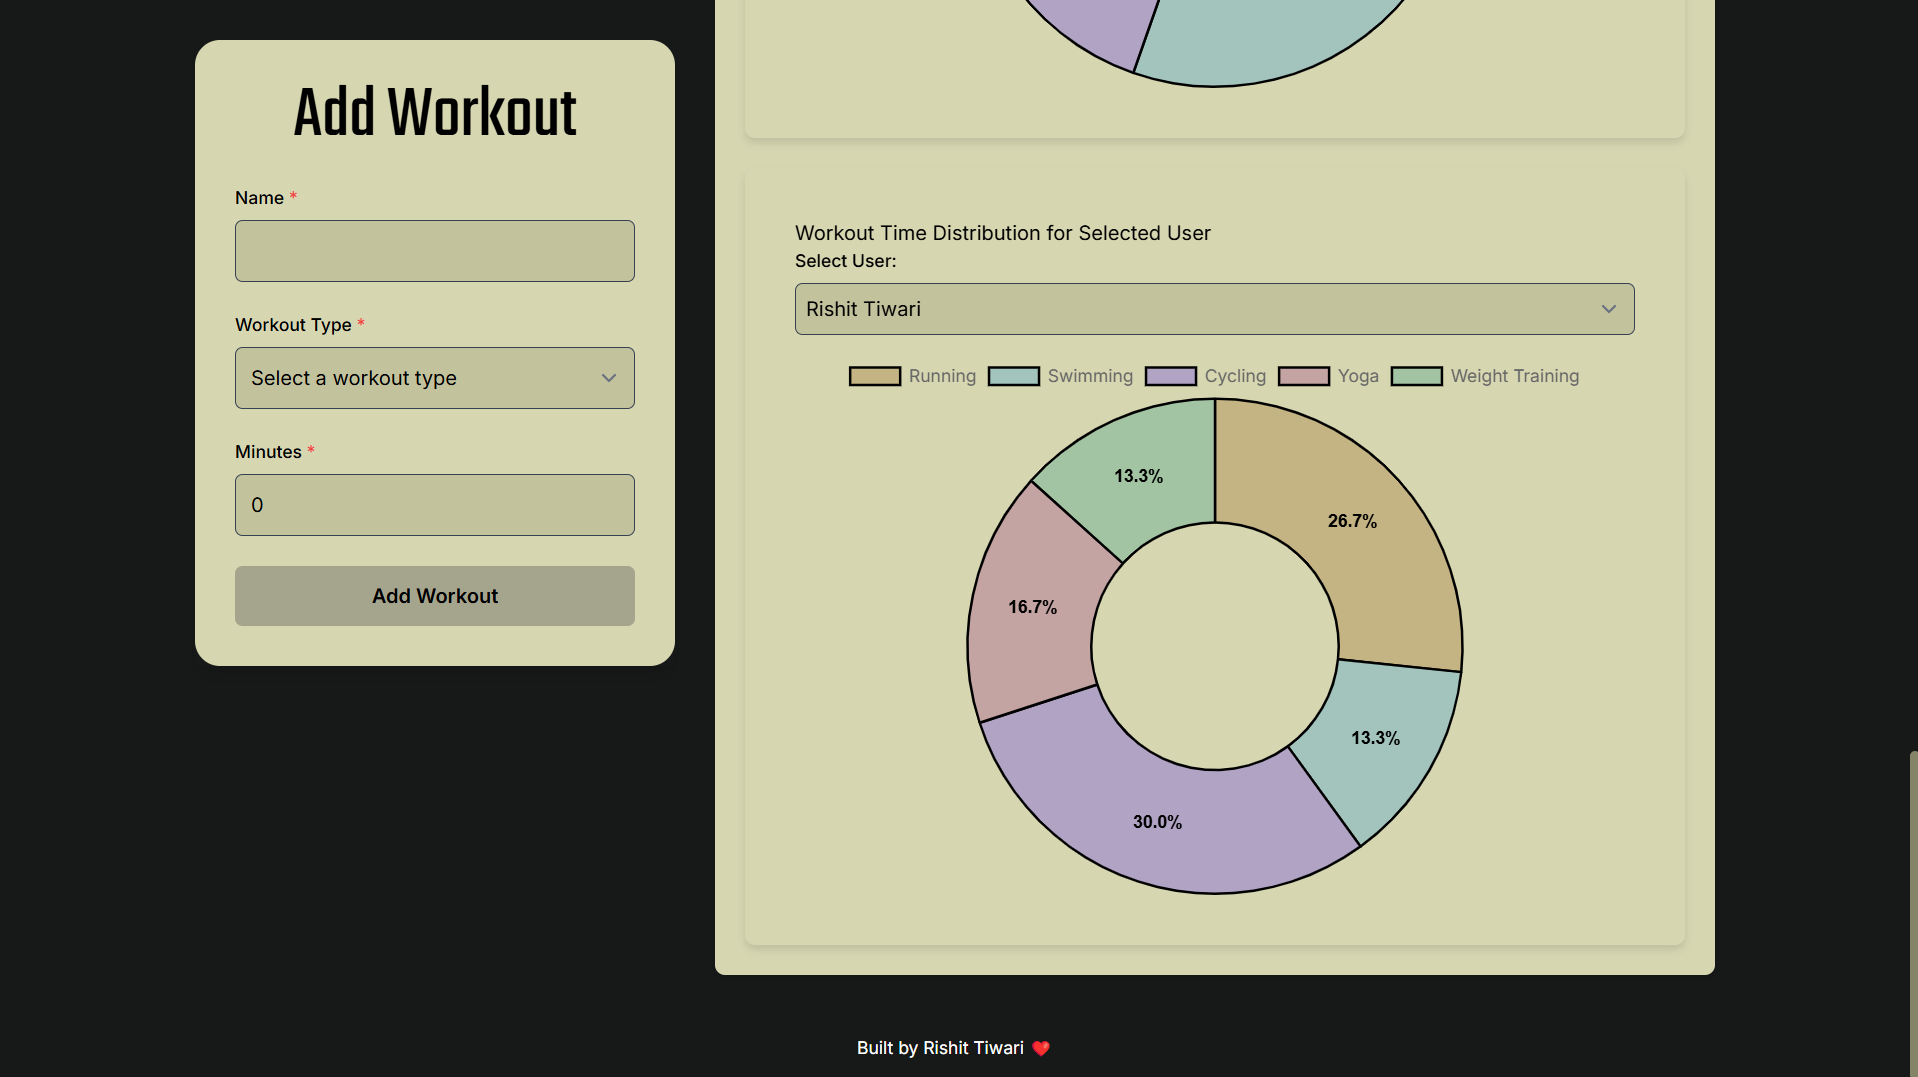 Add Workout
Name *
Workout Type *
Select a workout type
Minutes *
0
Add Workout
Workout Time Distribution for Selected User
Select User:
Rishit Tiwari
Running Swimming Cycling Yoga Weight Training
13.3%
26.7%
16.7%
13.3%
30.0%
Built by Rishit Tiwari ❤️